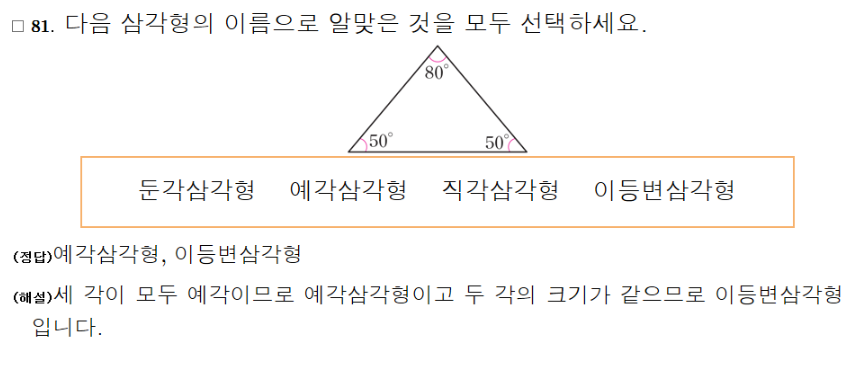 □ 81. 다음 삼각형의 이름으로 알맞은 것을 모두 선택하세요.
80°
50° 50°
둔각삼각형 예각삼각형 직각삼각형 이등변삼각형
(정답)예각삼각형, 이등변삼각형
(해설)세 각이 모두 예각이므로 예각삼각형이고 두 각의 크기가 같으므로 이등변삼각형
입니다.